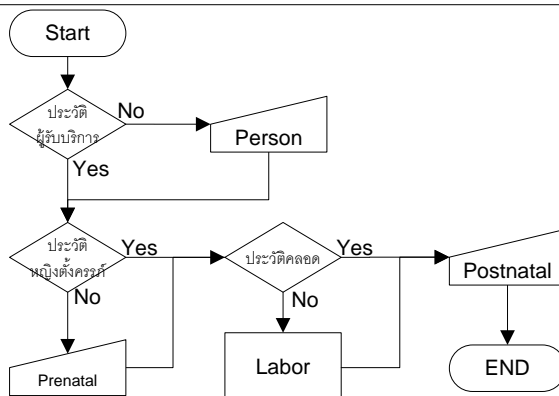 Start
ประวัติ
ผู้รับบริการ
No
Person
Yes
ประวัติ
หญิงตั้งครรภ์
Yes
ประวัติคลอด
Yes
Postnatal
No
No
Prenatal
Labor
END